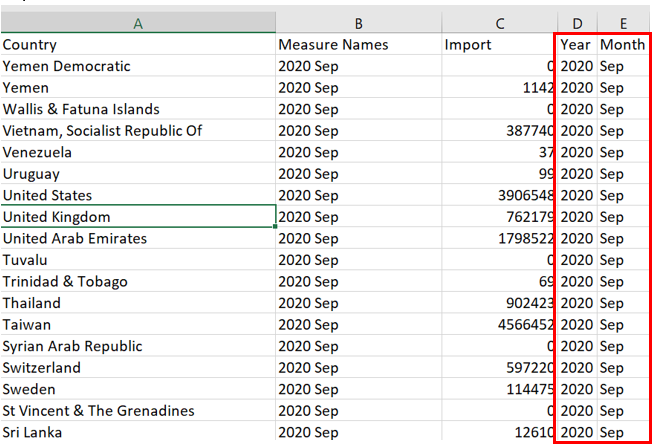 A B C D E
Country Measure Names Import Year Month
Yemen Democratic 2020 Sep 0 2020 Sep
Yemen 2020 Sep 1142 2020 Sep
Wallis & Fatuna Islands 2020 Sep 0 2020 Sep
Vietnam, Socialist Republic Of 2020 Sep 387740 2020 Sep
Venezuela 2020 Sep 37 2020 Sep
Uruguay 2020 Sep 99 2020 Sep
United States 2020 Sep 3906548 2020 Sep
United Kingdom 2020 Sep 762179 2020 Sep
United Arab Emirates 2020 Sep 1798522 2020 Sep
Tuvalu 2020 Sep 0 2020 Sep
Trinidad & Tobago 2020 Sep 69 2020 Sep
Thailand 2020 Sep 902423 2020 Sep
Taiwan 2020 Sep 4566452 2020 Sep
Syrian Arab Republic 2020 Sep 0 2020 Sep
Switzerland 2020 Sep 597220 2020 Sep
Sweden 2020 Sep 114475 2020 Sep
St Vincent & The Grenadines 2020 Sep 0 2020 Sep
Sri Lanka 2020 Sep 12610 2020 Sep